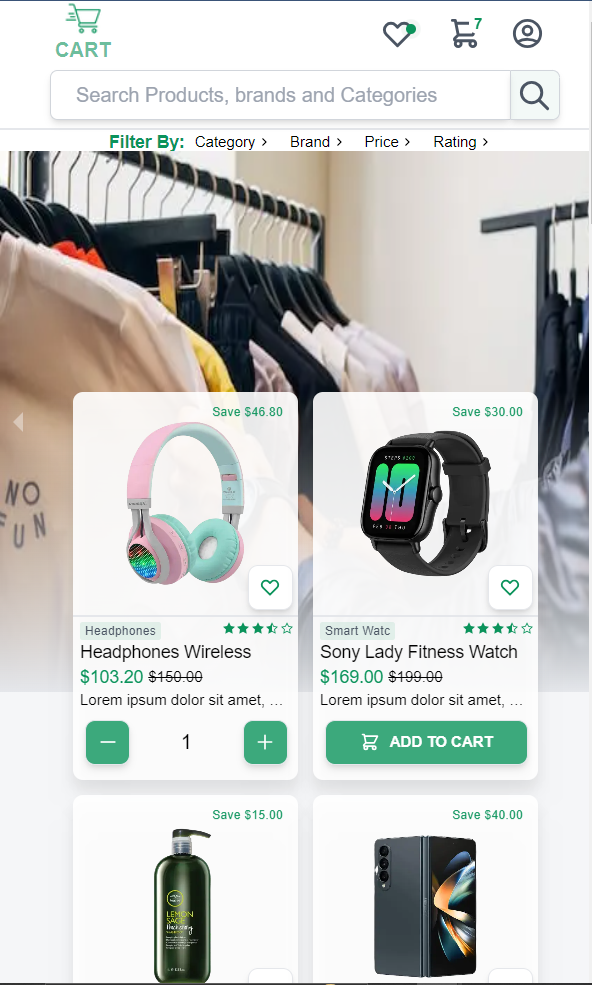 7
CART
Search Products, brands and Categories
Filter By: Category Brand Price Rating
NO
FUN
Save $46.80
Save $30.00
STEPS
10
Headphones
Smart Watc
Headphones Wireless
Sony Lady Fitness Watch
$103.20 $150.00
$169.00 $199.00
Lorem ipsum dolor sit amet, ...
Lorem ipsum dolor sit amet, ...
1
ADD TO CART
Save $15.00
Save $40.00
LEMON
SAGE